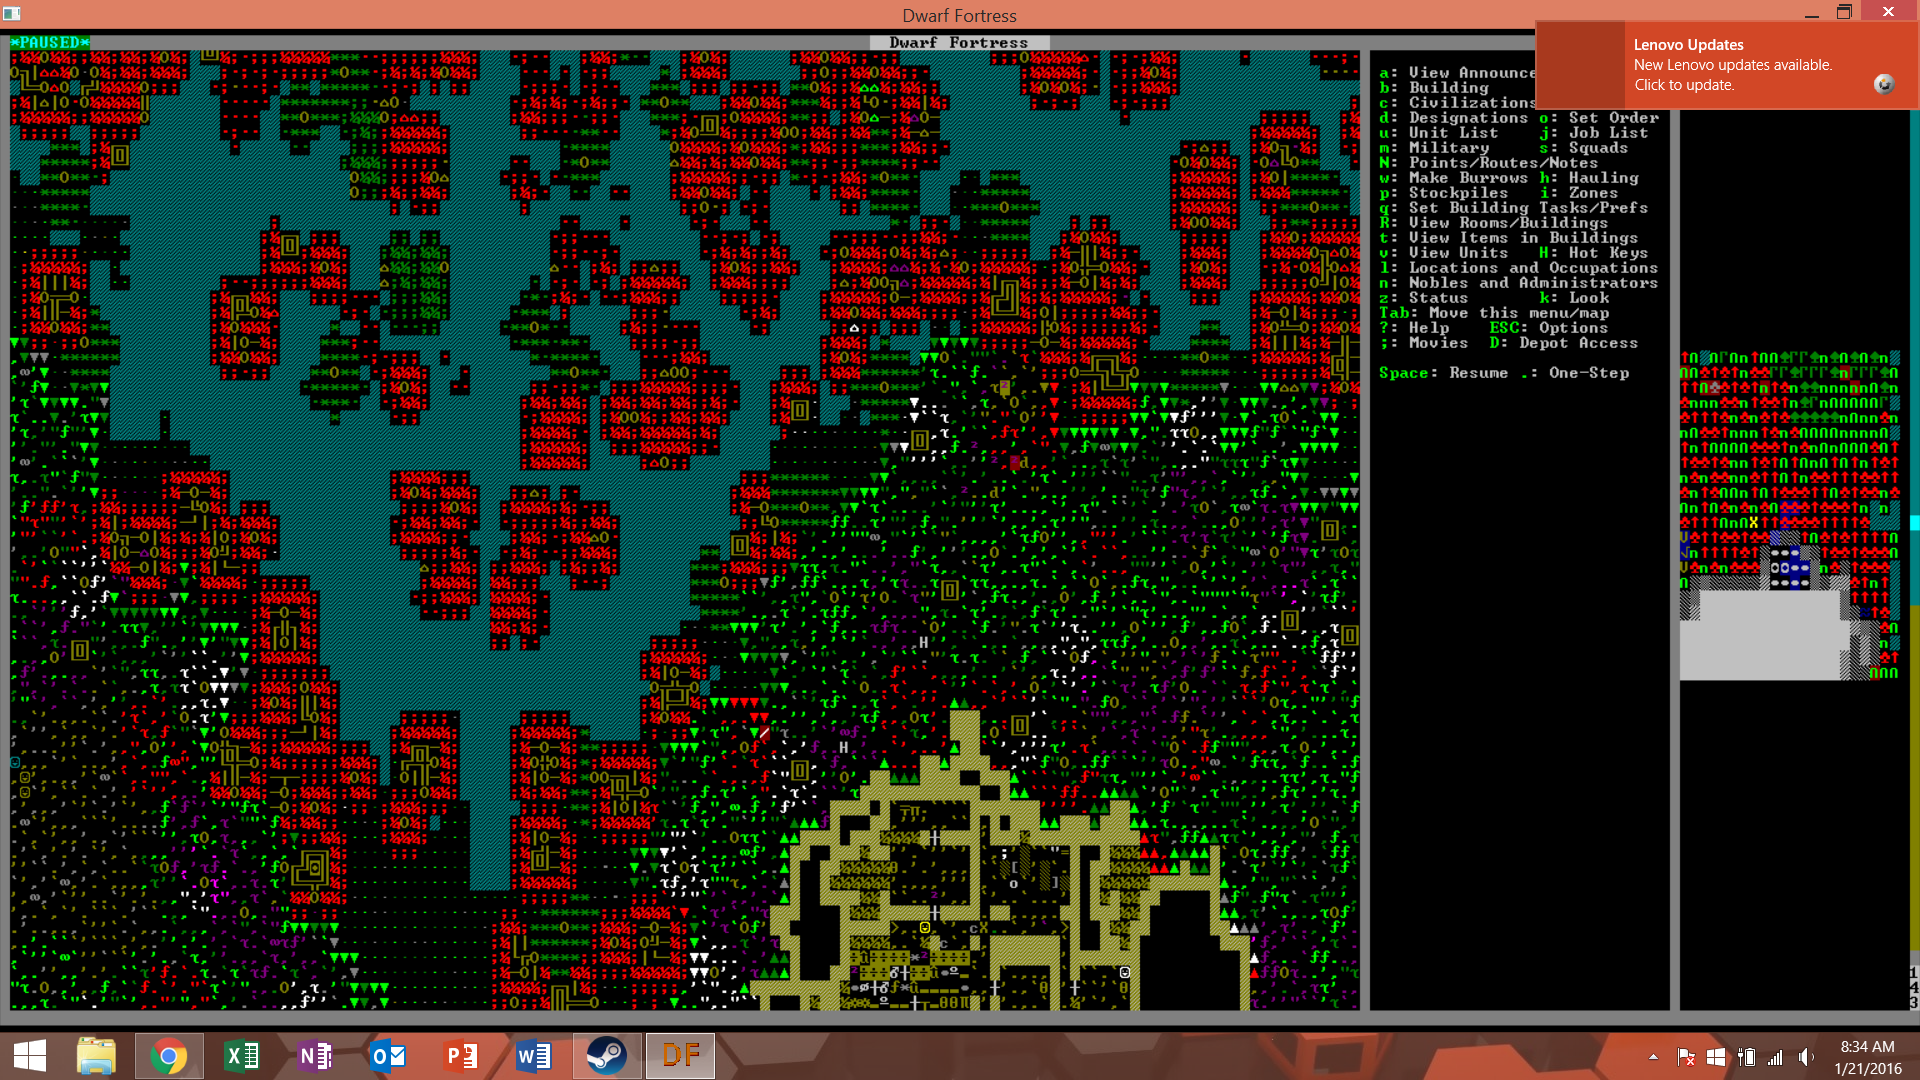 Dwarf Fortress
*PAUSED*
Dwarf Fortress
Lenovo Updates
New Lenovo updates available.
Click to update.
a: View Announce
b: Building
c: Civilizations
d: Designations o: Set Order
u: Unit List j: Job List
m: Military s: Squads
N: Points/Routes/Notes
w: Make Burrows h: Hauling
p: Stockpiles i: Zones
q: Set Building Tasks/Prefs
R: View Rooms/Buildings
t: View Items in Buildings
v: View Units H: Hot Keys
l: Locations and Occupations
n: Nobles and Administrators
z: Status k: Look
Tab: Move this menu/map
?: Help ESC: Options
;: Movies D: Depot Access
Space: Resume .: One-Step
8:34 AM
1/21/2016